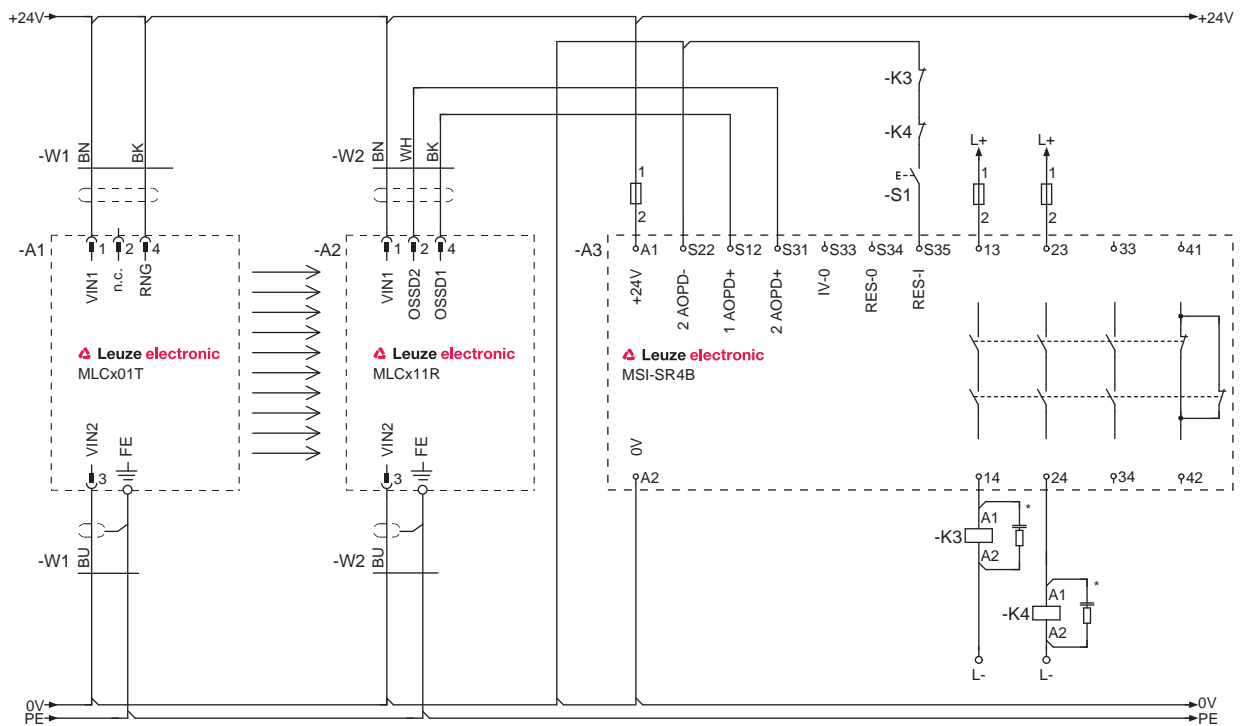 +24V
+24V
-K3
-K4
E
-S1
-W1
BN
BK
-W2
BN
WH
BK
L+
L+
1
2
1
2
1
2
-A1
1
2
4
VIN1
n.c.
RNG
Leuze electronic
MLCx01T
VIN2
FE
3
-W1
BU
-A2
1
2
4
VIN1
OSSD2
OSSD1
Leuze electronic
MLCx11R
VIN2
FE
3
-W2
BU
-A3
A1
S22
S12
S31
S33
S34
S35
13
23
33
41
+24V
2 AOPD-
1 AOPD+
2 AOPD+
IV-0
RES-0
RES-I
Leuze electronic
MSI-SR4B
0V
A2
14
24
34
42
-K3
A1
A2
*
-K4
A1
A2
*
L-
L-
0V
0V
PE
PE